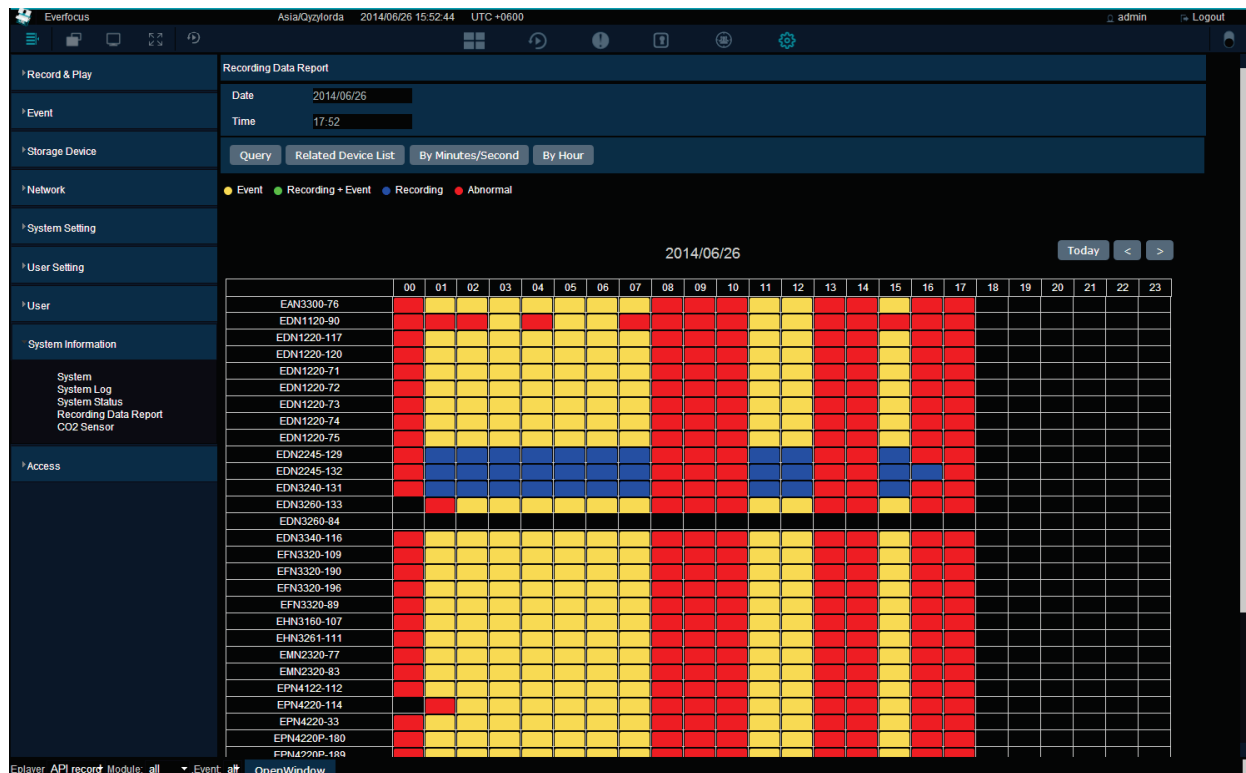 Everfocus Asia/Qyzylorda 2014/06/26 15:52:44 UTC +0600 admin Logout
Record & Play
Event
Storage Device
Network
System Setting
User Setting
User
System Information
System
System Log
System Status
Recording Data Report
CO2 Sensor
Access
Recording Data Report
Date 2014/06/26
Time 17:52
Query Related Device List By Minutes/Second By Hour
Event Recording + Event Recording Abnormal
2014/06/26 Today < >
00 01 02 03 04 05 06 07 08 09 10 11 12 13 14 15 16 17 18 19 20 21 22 23
EAN3300-76
EDN1120-90
EDN1220-117
EDN1220-120
EDN1220-71
EDN1220-72
EDN1220-73
EDN1220-74
EDN1220-75
EDN2245-129
EDN2245-132
EDN3240-131
EDN3260-133
EDN3260-84
EDN3340-116
EFN3320-109
EFN3320-190
EFN3320-196
EFN3320-89
EHN3160-107
EHN3261-111
EMN2320-77
EMN2320-83
EPN4122-112
EPN4220-114
EPN4220-33
EPN4220P-180
EPN4220P-189
Eplayer API record Module: all .Event: all OpenWindow